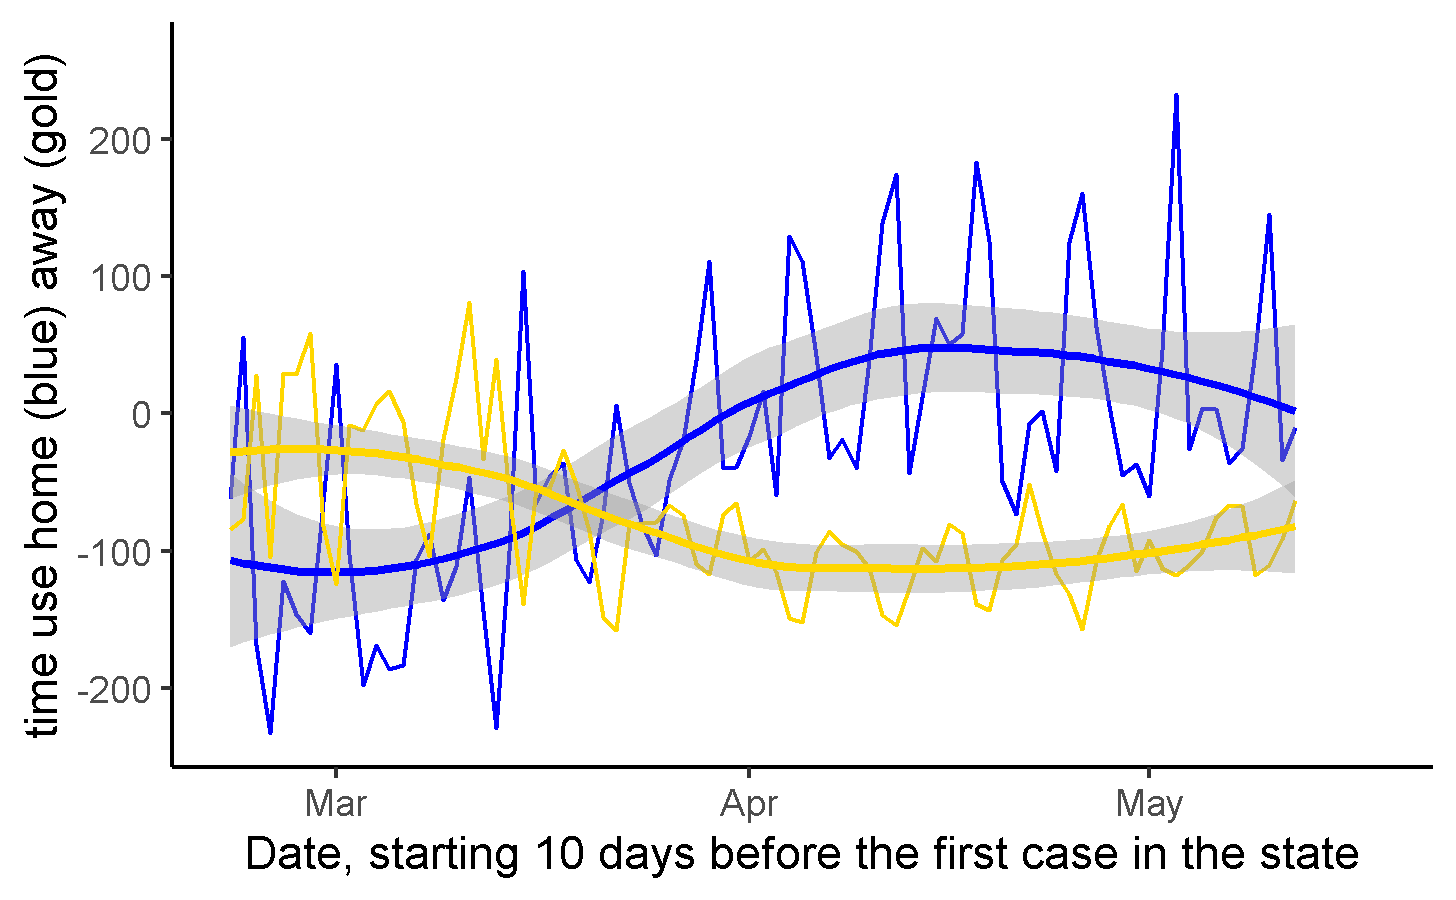 time use home (blue) away (gold)
200
100
0
-100
-200
Mar
Apr
May
Date, starting 10 days before the first case in the state